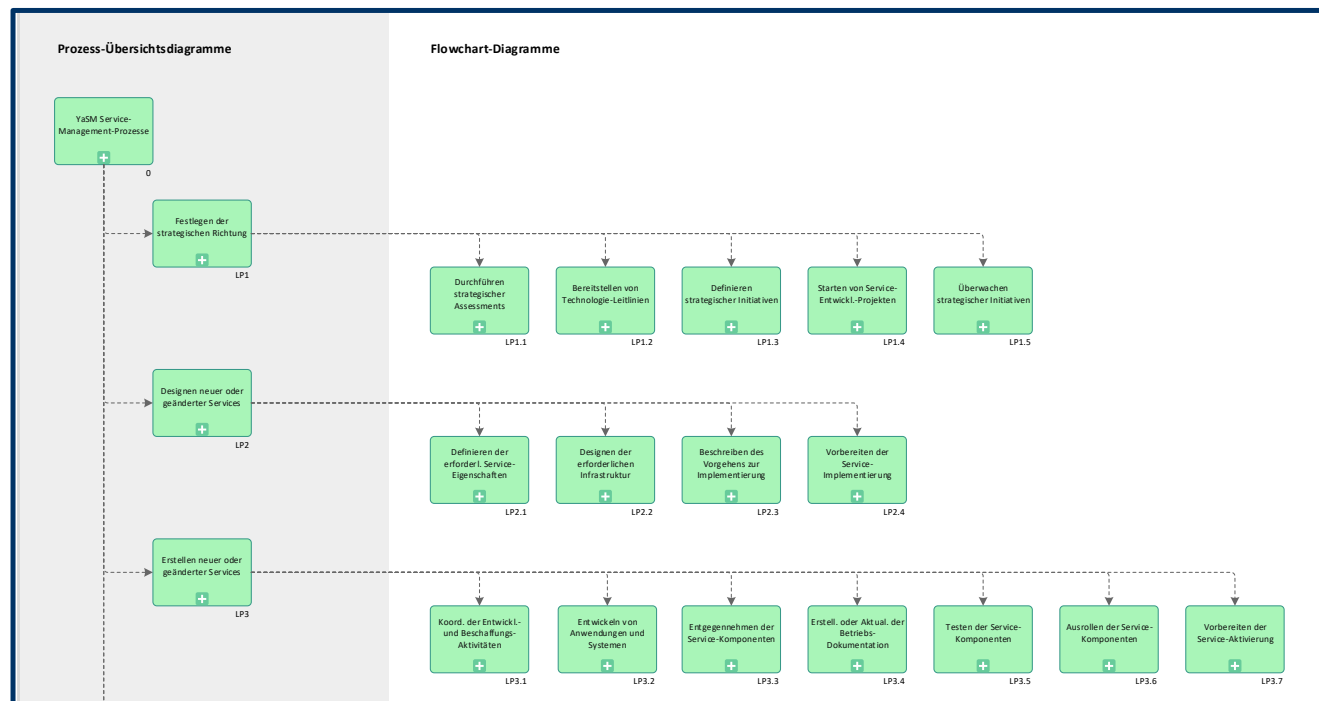 Prozess-Übersichtsdiagramme
Flowchart-Diagramme
YaSM Service-
Management-Prozesse
0
Festlegen der
strategischen Richtung
LP1
Durchführen
strategischer
Assessments
LP1.1
Bereitstellen von
Technologie-Leitlinien
LP1.2
Definieren
strategischer Initiativen
LP1.3
Starten von Service-
Entwickl.-Projekten
LP1.4
Überwachen
strategischer Initiativen
LP1.5
Designen neuer oder
geänderter Services
LP2
Definieren der
erforderl. Service-
Eigenschaften
LP2.1
Designen der
erforderlichen
Infrastruktur
LP2.2
Beschreiben des
Vorgehens zur
Implementierung
LP2.3
Vorbereiten der
Service-
Implementierung
LP2.4
Erstellen neuer oder
geänderter Services
LP3
Koord. der Entwickl.-
und Beschaffungs-
Aktivitäten
LP3.1
Entwickeln von
Anwendungen und
Systemen
LP3.2
Entgegennehmen der
Service-Komponenten
LP3.3
Erstell. oder Aktual. der
Betriebs-
Dokumentation
LP3.4
Testen der Service-
Komponenten
LP3.5
Ausrollen der Service-
Komponenten
LP3.6
Vorbereiten der
Service-Aktivierung
LP3.7